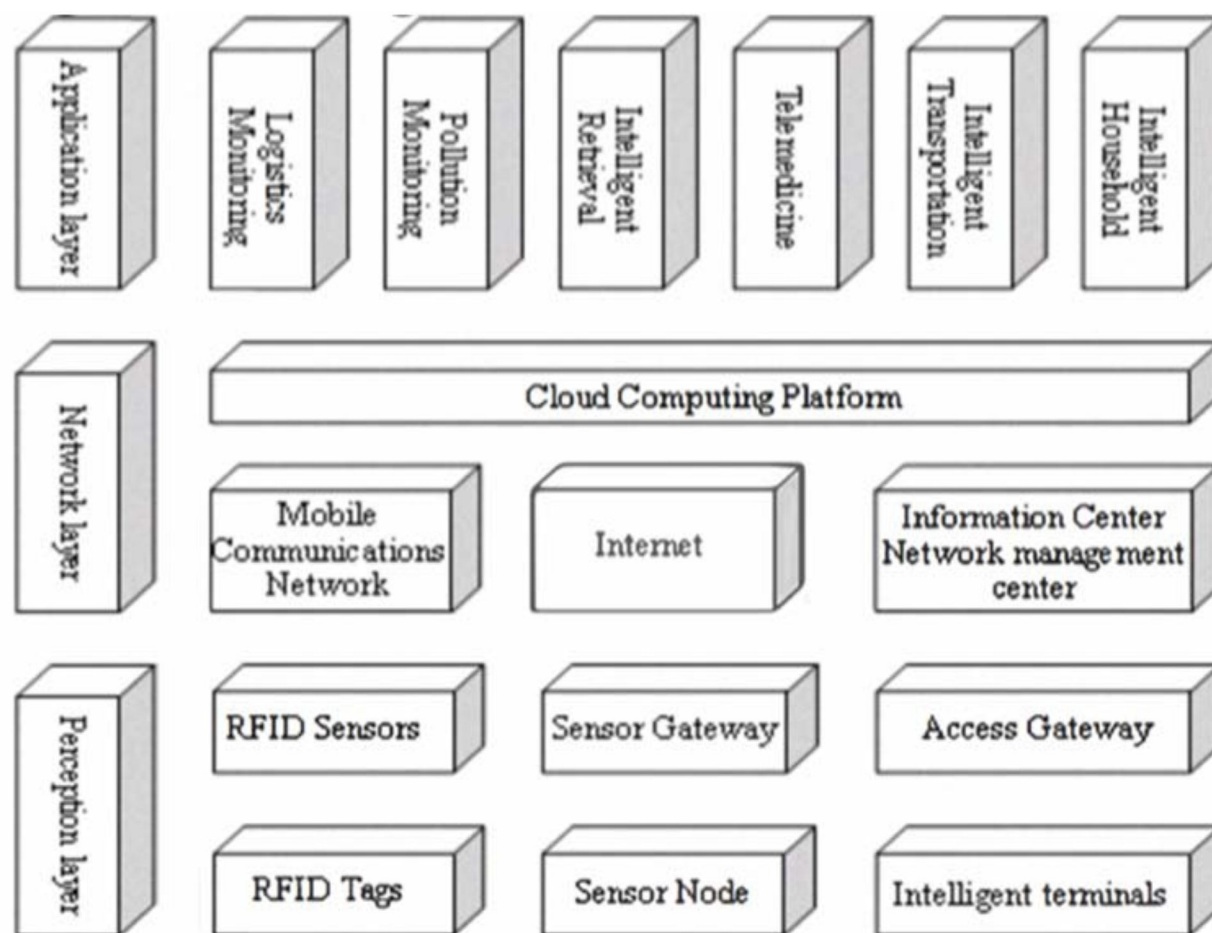 Application layer
Logistics
Monitoring
Pollution
Monitoring
Intelligent
Retrieval
Telemedicine
Intelligent
Transportation
Intelligent
Household
Network layer
Cloud Computing Platform
Mobile
Communications
Network
Internet
Information Center
Network management
center
Perception layer
RFID Sensors
Sensor Gateway
Access Gateway
RFID Tags
Sensor Node
Intelligent terminals